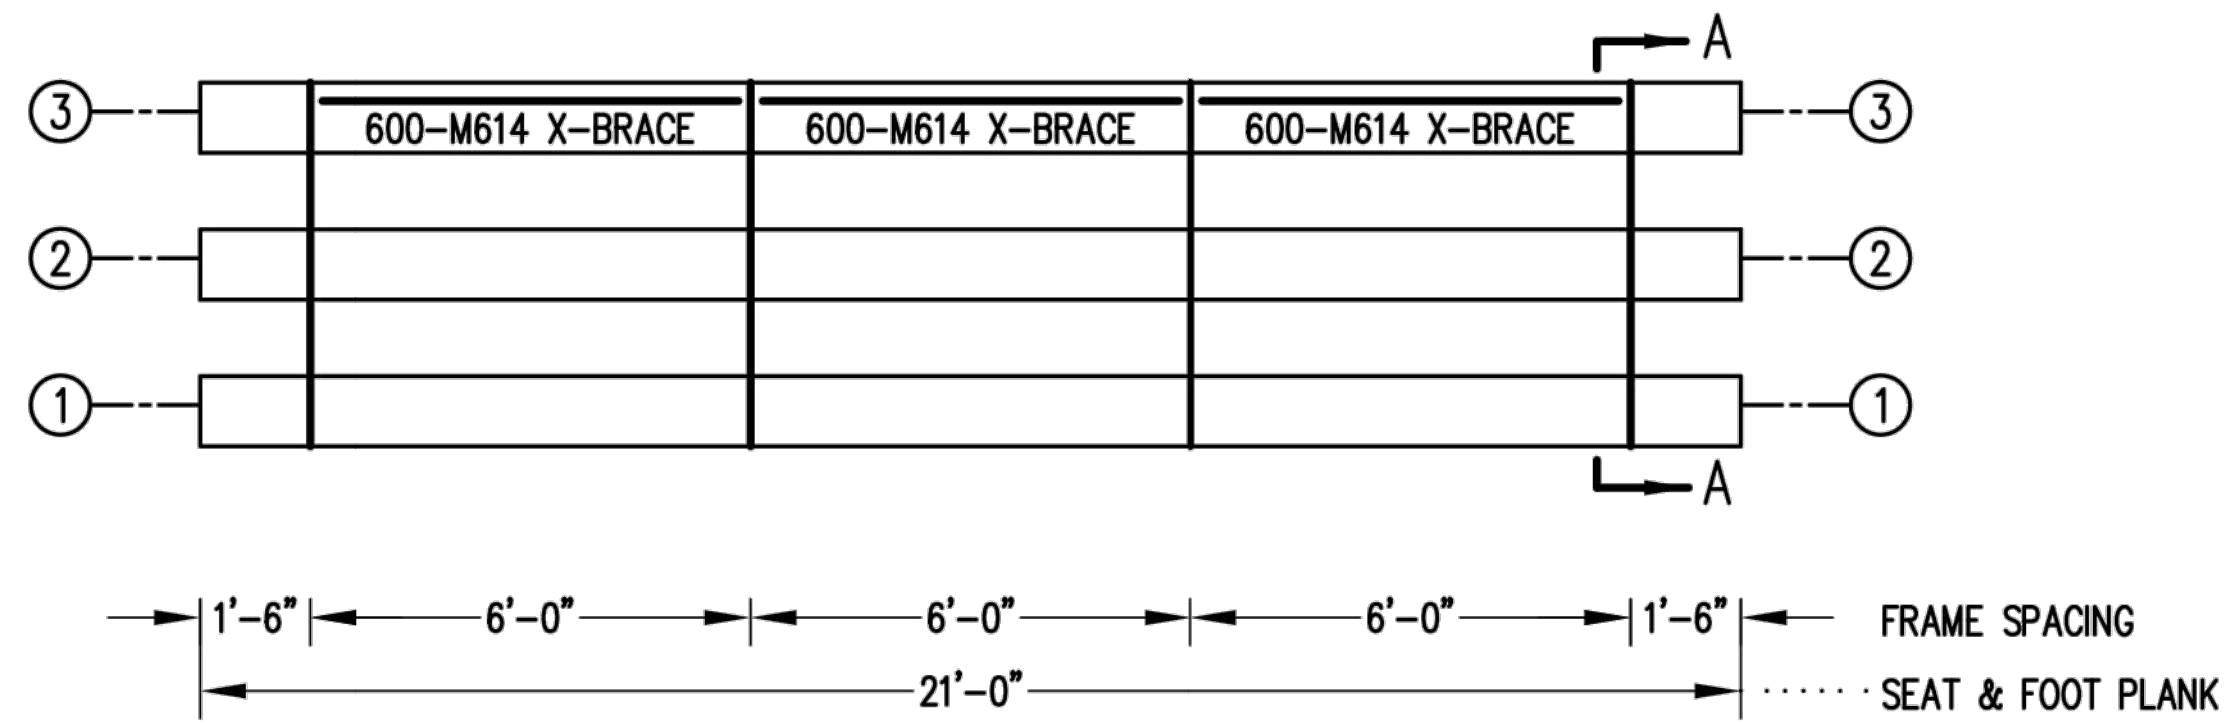 A
3 600-M614 X-BRACE 600-M614 X-BRACE 600-M614 X-BRACE 3
2 2
1 1
A
1'-6" 6'-0" 6'-0" 6'-0" 1'-6" FRAME SPACING
21'-0" SEAT & FOOT PLANK